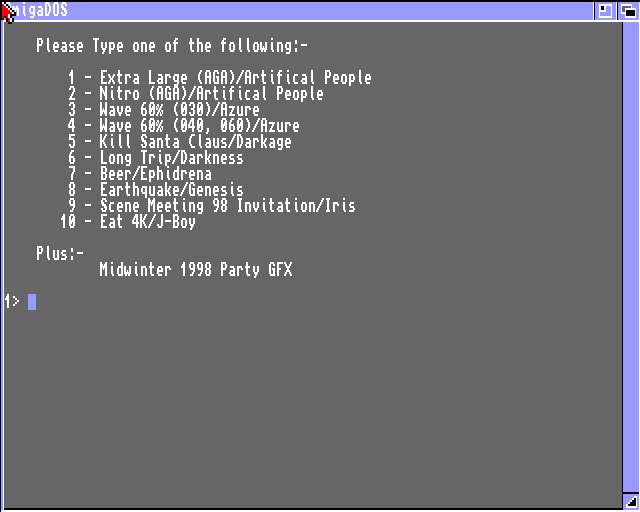 migaDOS
Please Type one of the following:-
1 - Extra Large (AGA)/Artifical People
2 - Nitro (AGA)/Artifical People
3 - Wave 60% (030)/Azure
4 - Wave 60% (040, 060)/Azure
5 - Kill Santa Claus/Darkage
6 - Long Trip/Darkness
7 - Beer/Ephidrena
8 - Earthquake/Genesis
9 - Scene Meeting 98 Invitation/Iris
10 - Eat 4K/J-Boy
Plus:-
Midwinter 1998 Party GFX
1>